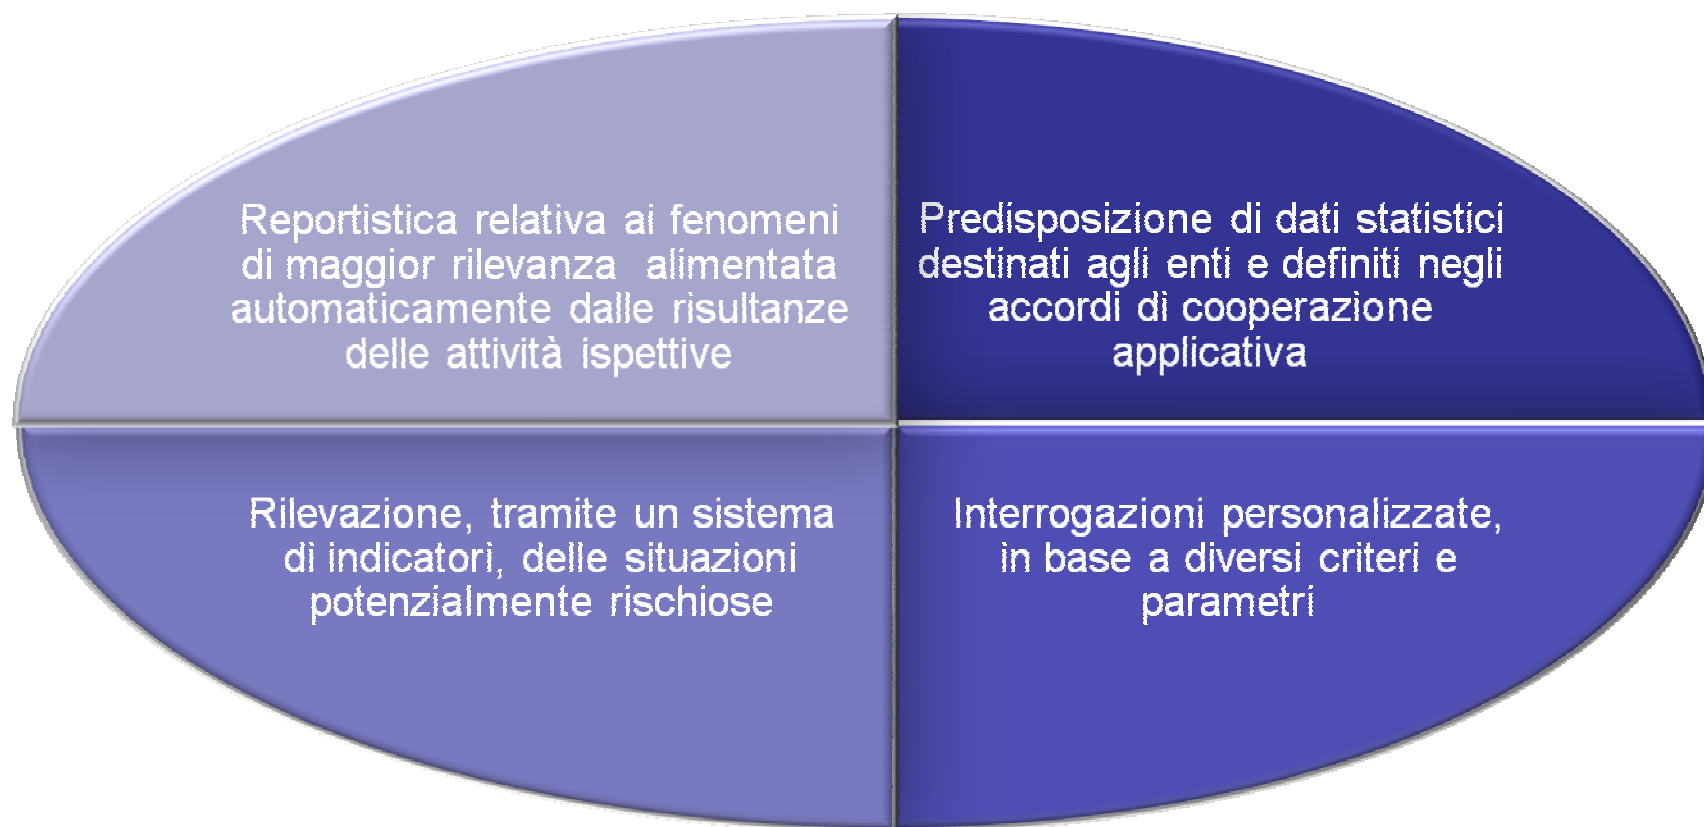 Reportistica relativa ai fenomeni
di maggior rilevanza alimentata
automaticamente dalle risultanze
delle attività ispettive
Predisposizione di dati statistici
destinati agli enti e definiti negli
accordi di cooperazione
applicativa
Rilevazione, tramite un sistema
di indicatori, delle situazioni
potenzialmente rischiose
Interrogazioni personalizzate,
in base a diversi criteri e
parametri